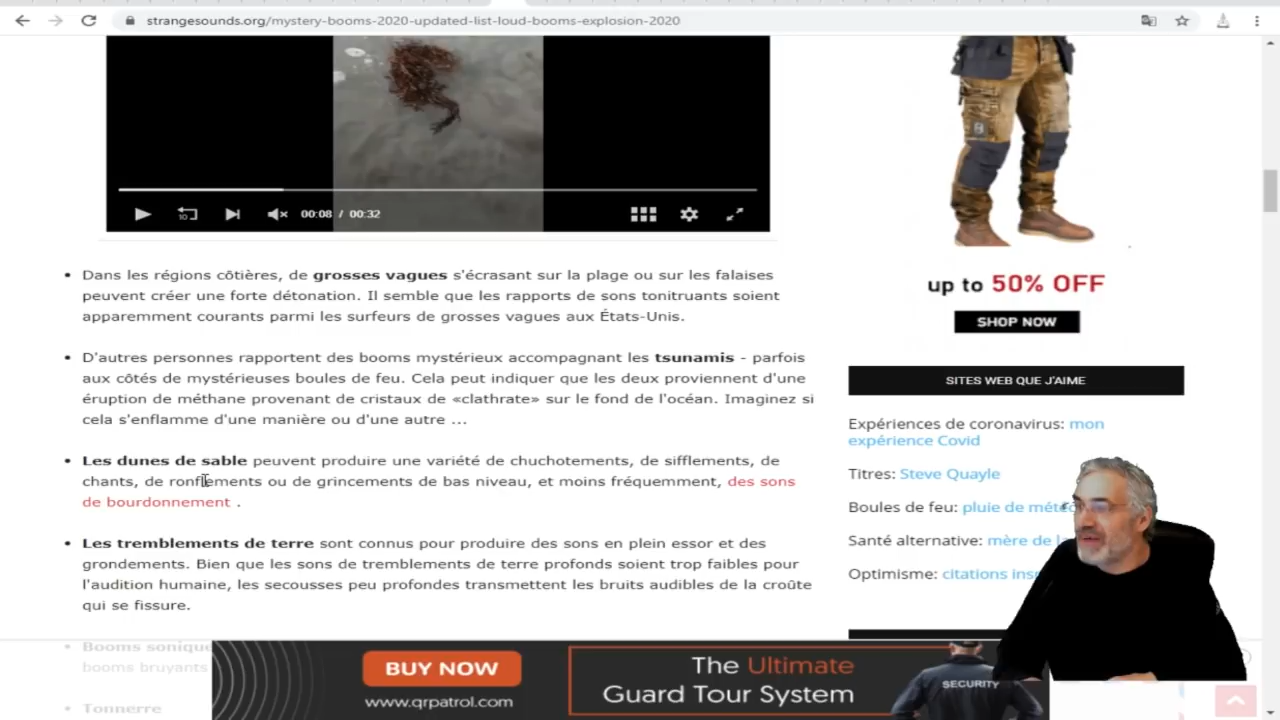 strangesounds.org/mystery-booms-2020-updated-list-loud-booms-explosion-2020
10
00:08 / 00:32
Dans les régions côtières, de grosses vagues s'écrasant sur la plage ou sur les falaises
peuvent créer une forte détonation. Il semble que les rapports de sons tonitruants soient
apparemment courants parmi les surfeurs de grosses vagues aux États-Unis.
D'autres personnes rapportent des booms mystérieux accompagnant les tsunamis - parfois
aux côtés de mystérieuses boules de feu. Cela peut indiquer que les deux proviennent d'une
éruption de méthane provenant de cristaux de «clathrate» sur le fond de l'océan. Imaginez si
cela s'enflamme d'une manière ou d'une autre ...
Les dunes de sable peuvent produire une variété de chuchotements, de sifflements, de
chants, de ronflements ou de grincements de bas niveau, et moins fréquemment, des sons
de bourdonnement .
Les tremblements de terre sont connus pour produire des sons en plein essor et des
grondements. Bien que les sons de tremblements de terre profonds soient trop faibles pour
l'audition humaine, les secousses peu profondes transmettent les bruits audibles de la croûte
qui se fissure.
Booms sonique
booms bruyants
Tonnerre
up to 50% OFF
SHOP NOW
SITES WEB QUE J'AIME
Expériences de coronavirus: mon
expérience Covid
Titres: Steve Quayle
Boules de feu: pluie de
Santé alternative: mère de
Optimisme: citations
BUY NOW
www.qrpatrol.com
The Ultimate
Guard Tour System
SECURITY